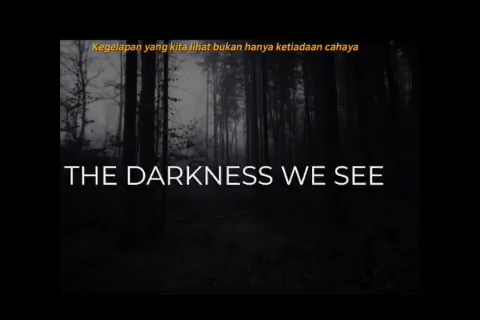 Kegelapan yang kita lihat bukan hanya ketiadaan cahaya
THE DARKNESS WE SEE